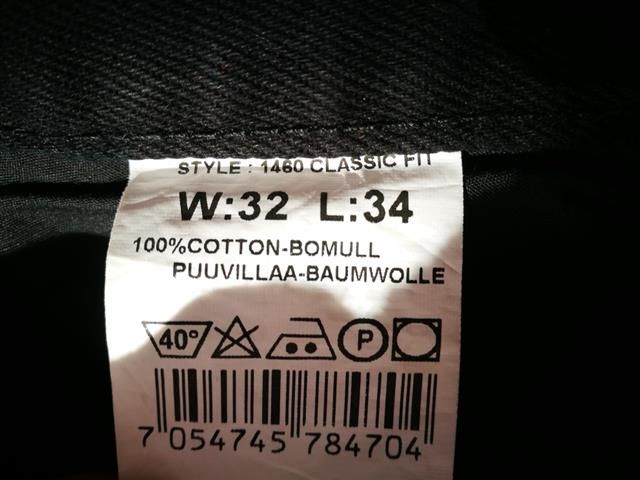 STYLE : 1460 CLASSIC FIT
W:32 L:34
100%COTTON-BOMULL
PUUVILLAA-BAUMWOLLE
40° P
7 054745 784704